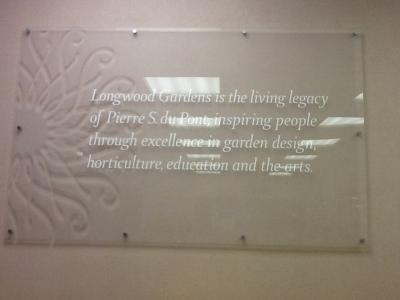 Longwood Gardens is the living legacy
of Pierre S. du Pont, inspiring people
through excellence in garden design,
horticulture, education and the arts.